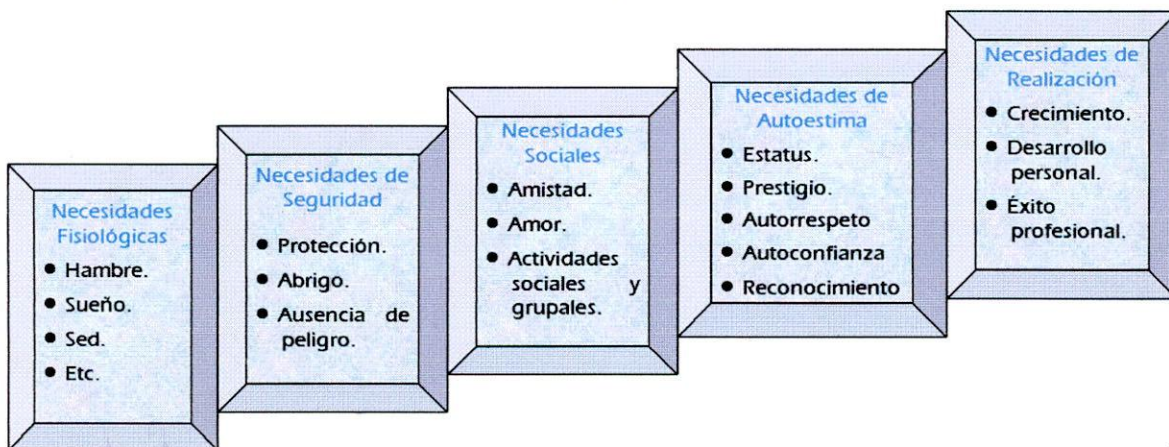 Necesidades
Fisiológicas
● Hambre.
● Sueño.
● Sed.
● Etc.
Necesidades de
Seguridad
● Protección.
● Abrigo.
● Ausencia de
peligro.
Necesidades
Sociales
● Amistad.
● Amor.
● Actividades
sociales y
grupales.
Necesidades de
Autoestima
● Estatus.
● Prestigio.
● Autorrespeto
● Autoconfianza
● Reconocimiento
Necesidades de
Realización
● Crecimiento.
● Desarrollo
personal.
● Éxito
profesional.